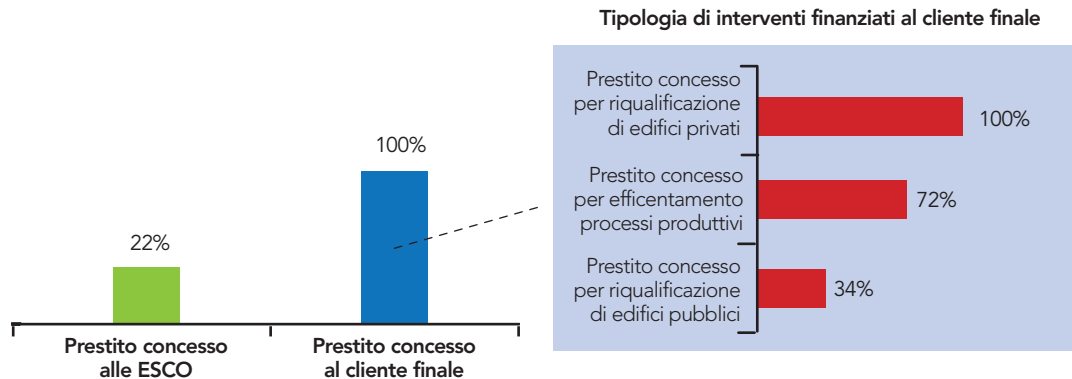 Tipologia di interventi finanziati al cliente finale
Prestito concesso
per riqualificazione
di edifici privati
100%
Prestito concesso
per efficentamento
processi produttivi
72%
Prestito concesso
per riqualificazione
di edifici pubblici
34%
22%
100%
Prestito concesso
alle ESCO
Prestito concesso
al cliente finale